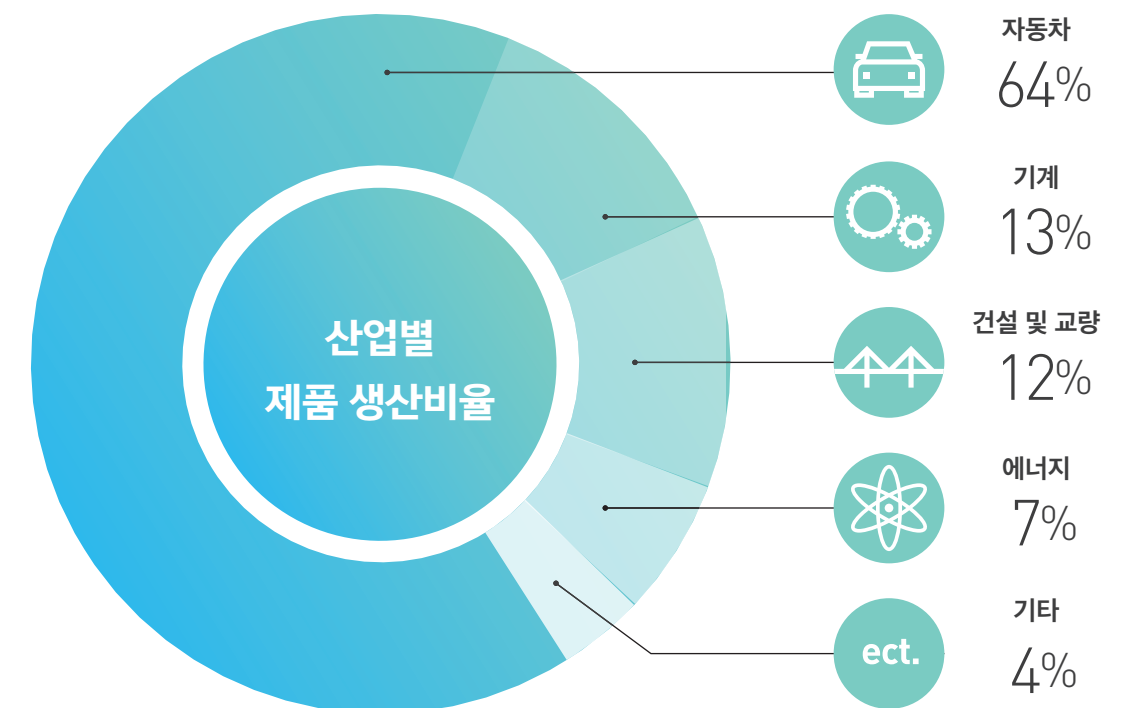 자동차
64%
기계
13%
산업별
제품 생산비율
건설 및 교량
12%
에너지
7%
ect.
기타
4%